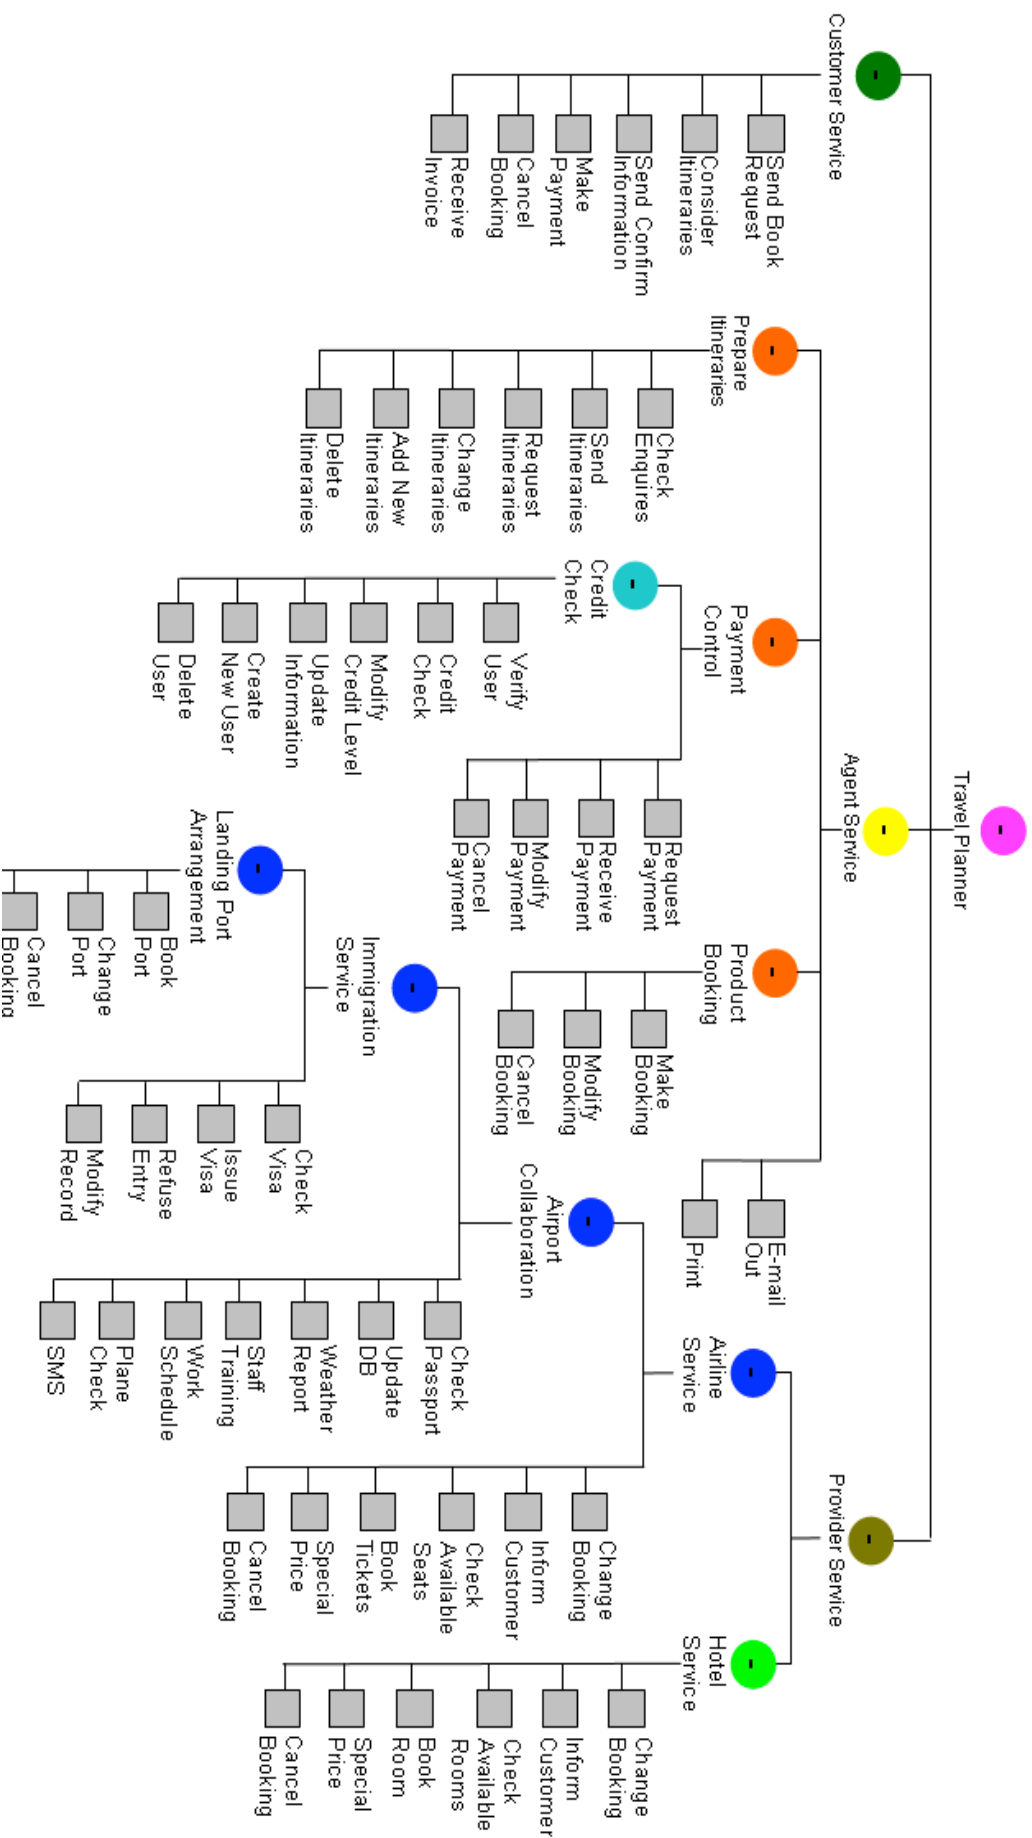 Travel Planner
Customer Service
Send Book
Request
Consider
Itineraries
Send Confirm
Information
Make
Payment
Cancel
Booking
Receive
Invoice
Agent Service
Prepare
Itineraries
Check
Enquires
Send
Itineraries
Request
Itineraries
Change
Itineraries
Add New
Itineraries
Delete
Itineraries
Payment
Control
Credit
Check
Verify
User
Credit
Check
Modify
Credit Level
Update
Information
Create
New User
Delete
User
Request
Payment
Receive
Payment
Modify
Payment
Cancel
Payment
Product
Booking
Make
Booking
Modify
Booking
Cancel
Booking
E-mail
Out
Print
Provider Service
Airline
Service
Airport
Collaboration
Immigration
Service
Landing Port
Arrangement
Book
Port
Change
Port
Cancel
Booking
Check
Visa
Issue
Visa
Refuse
Entry
Modify
Record
Check
Passport
Update
DB
Weather
Report
Staff
Training
Work
Schedule
Plane
Check
SMS
Change
Booking
Inform
Customer
Check
Available
Seats
Book
Tickets
Special
Price
Cancel
Booking
Hotel
Service
Change
Booking
Inform
Customer
Check
Available
Rooms
Book
Room
Special
Price
Cancel
Booking